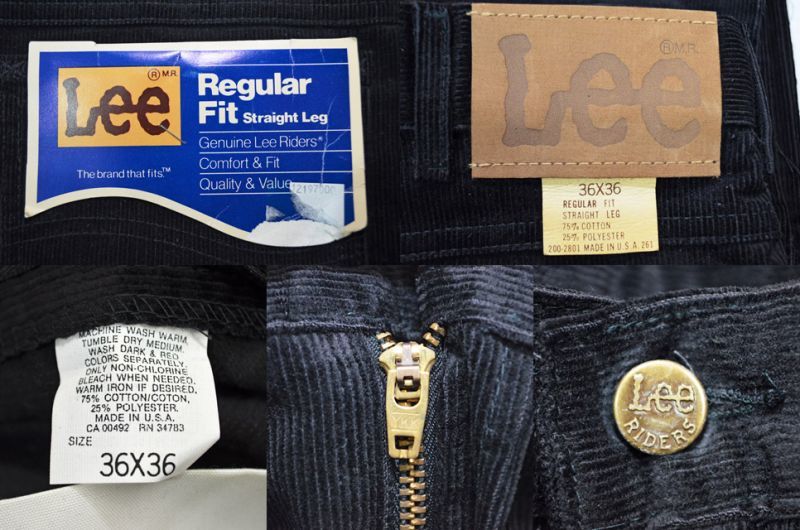 Lee
® M.R.
The brand that fits.™
Regular
Fit Straight Leg
Genuine Lee Riders*
Comfort & Fit
Quality & Value
Lee
® M.R.
36X36
REGULAR FIT
STRAIGHT LEG
75% COTTON
25% POLYESTER
200-2801 MADE IN U.S.A. 261
MACHINE WASH WARM,
TUMBLE DRY MEDIUM.
WASH DARK & RED
COLORS SEPARATELY.
ONLY NON-CHLORINE
BLEACH WHEN NEEDED.
WARM IRON IF DESIRED.
75% COTTON/COTON,
25% POLYESTER.
MADE IN U.S.A.
CA 00492 RN 34783
SIZE
36X36
YKK
Lee
RIDERS